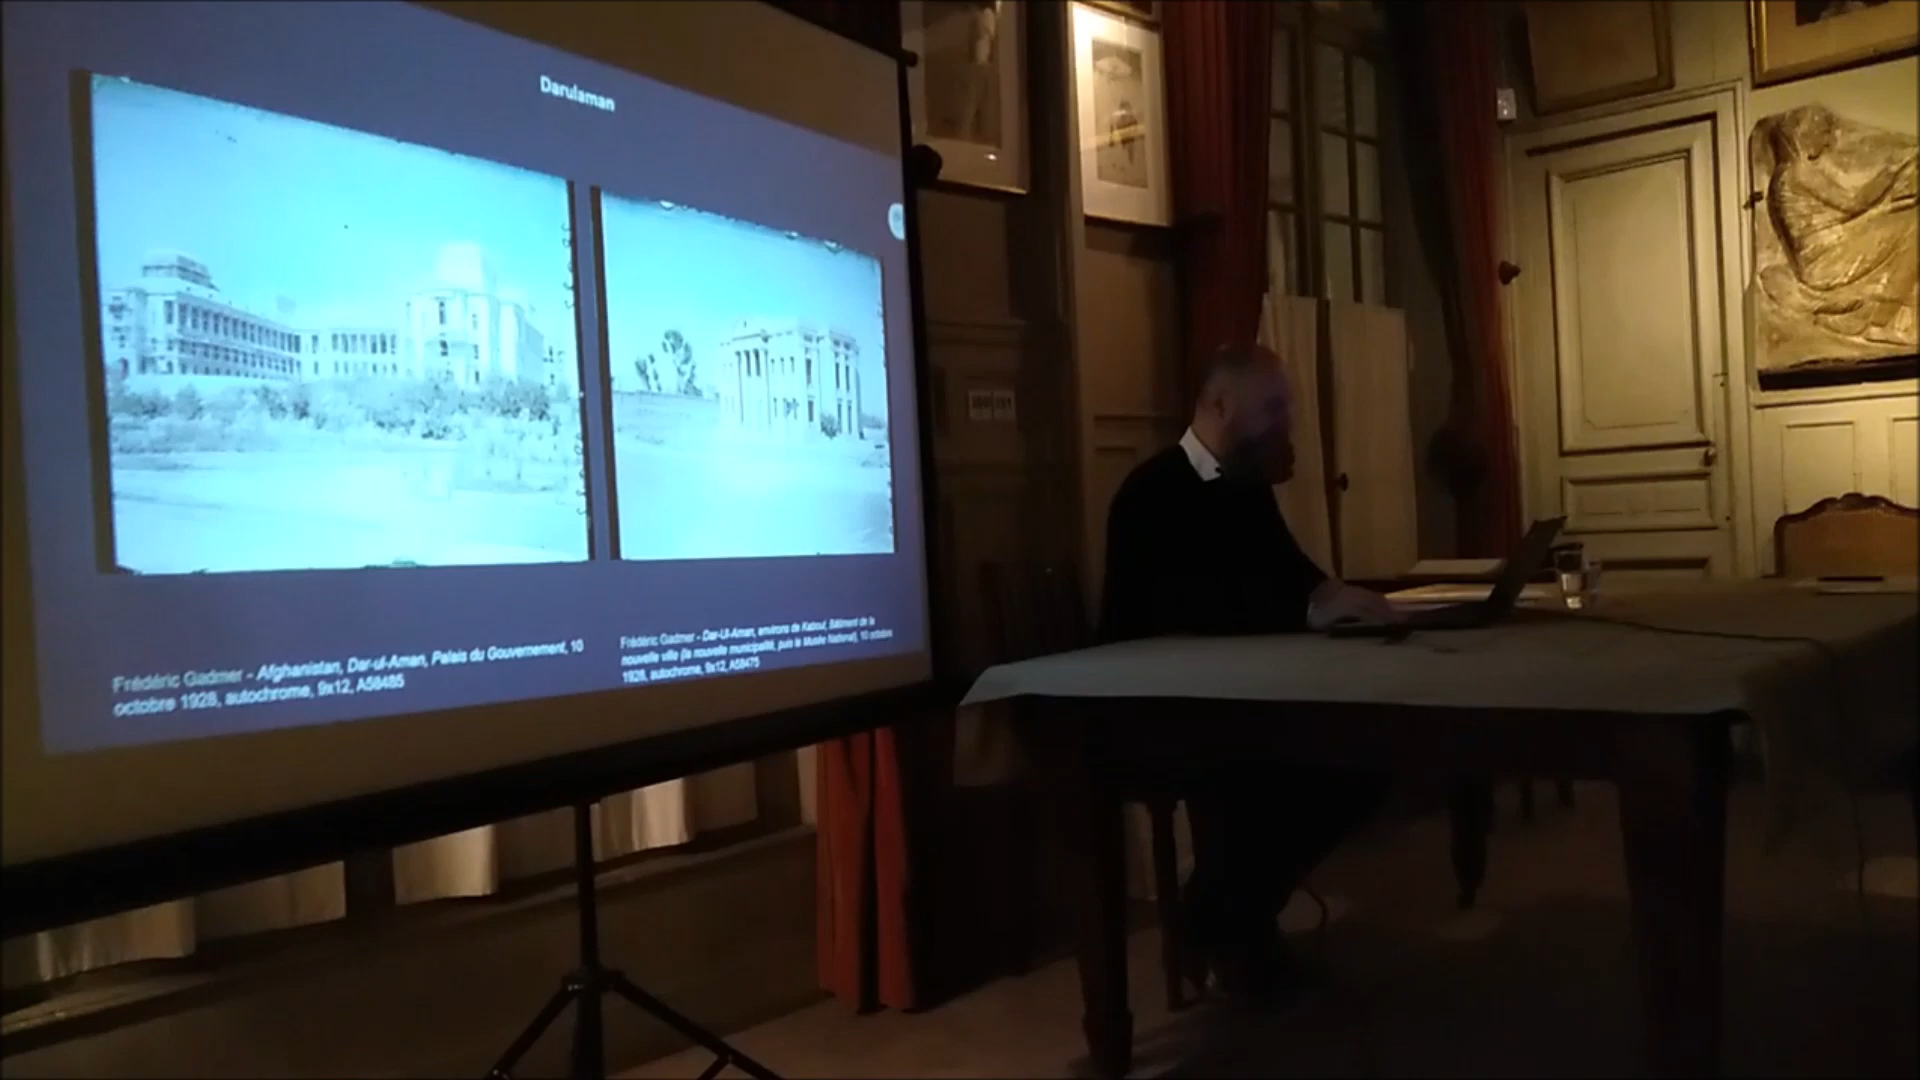 Darulaman
Frédéric Gadmer - Afghanistan, Dar-ul-Aman, Palais du Gouvernement, 10
octobre 1928, autochrome, 9x12, A58485
Frédéric Gadmer - Dar-Ul-Aman, environs de Kaboul, Bâtiment de la
nouvelle ville (la nouvelle municipalité, puis le Musée National), 10 octobre
1928, autochrome, 9x12, A58475